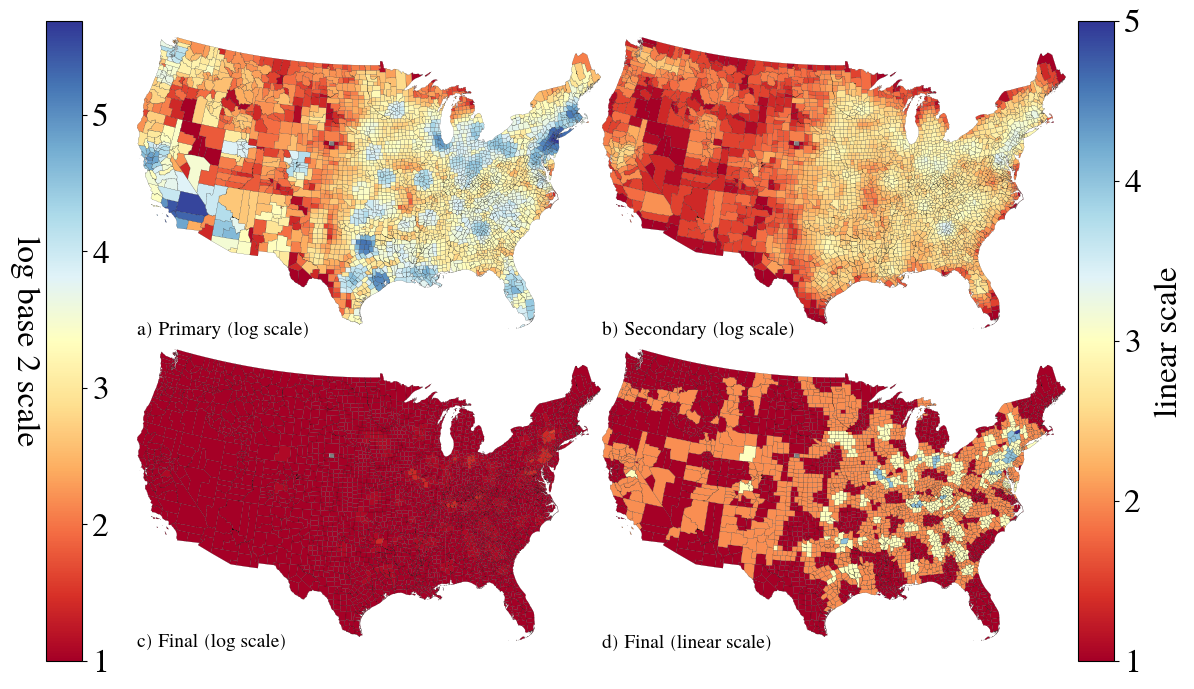 log base 2 scale
5
4
3
2
1
a) Primary (log scale)
b) Secondary (log scale)
c) Final (log scale)
d) Final (linear scale)
5
4
3
2
1
linear scale